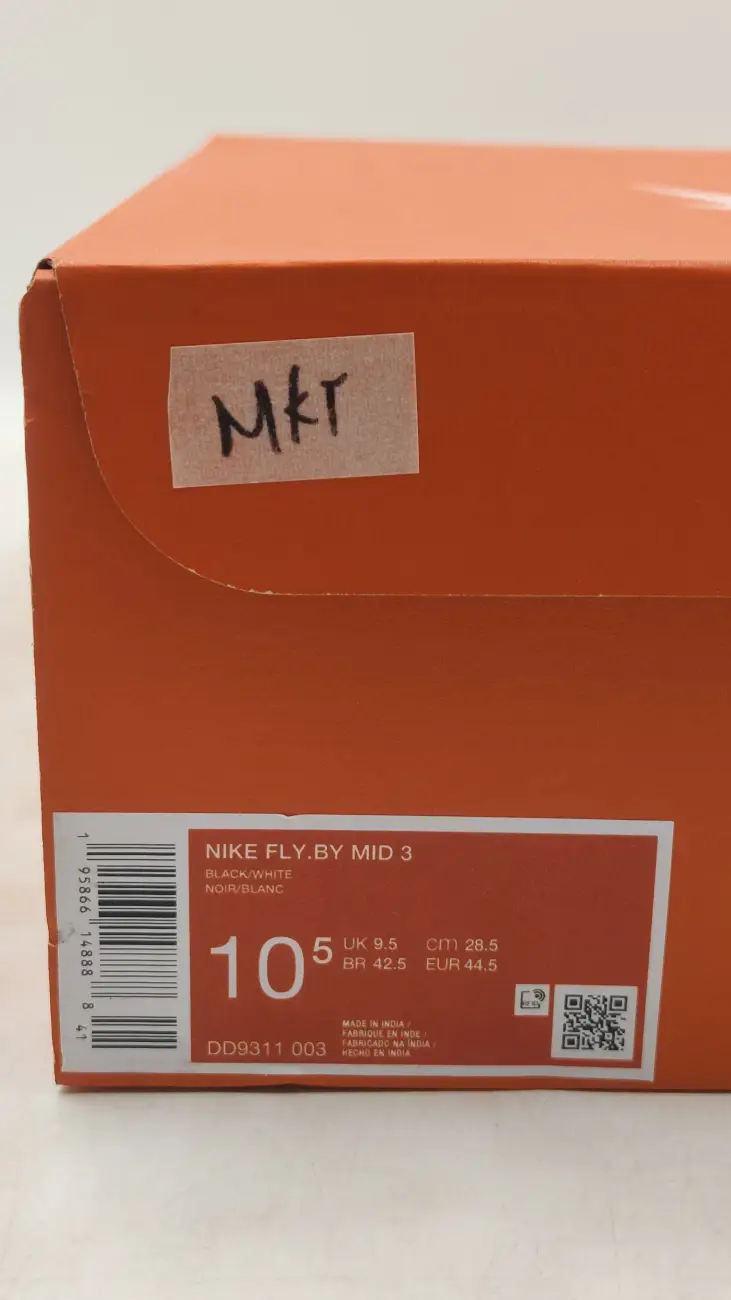 MKT
1 95866 14888 8 41
NIKE FLY.BY MID 3
BLACK/WHITE
NOIR/BLANC
10 5
UK 9.5 cm 28.5
BR 42.5 EUR 44.5
DD9311 003
MADE IN INDIA /
FABRIQUE EN INDE /
FABRICADO NA ÍNDIA /
HECHO EN INDIA